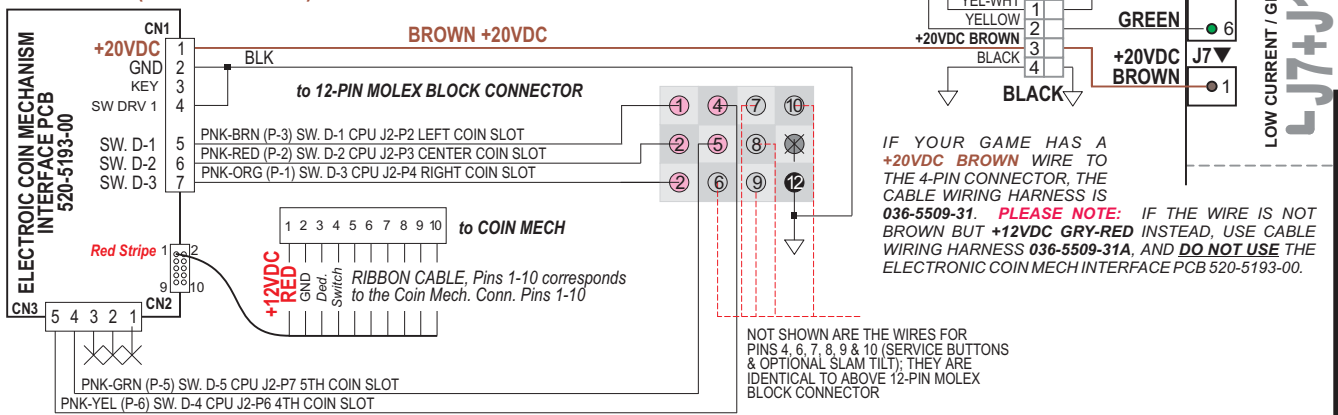 ELECTROIC COIN MECHANISM
INTERFACE PCB
520-5193-00
CN1
+20VDC 1
GND 2
KEY 3
SW DRV 1 4
SW. D-1 5
SW. D-2 6
SW. D-3 7
BROWN +20VDC
BLK
to 12-PIN MOLEX BLOCK CONNECTOR
PNK-BRN (P-3) SW. D-1 CPU J2-P2 LEFT COIN SLOT
PNK-RED (P-2) SW. D-2 CPU J2-P3 CENTER COIN SLOT
PNK-ORG (P-1) SW. D-3 CPU J2-P4 RIGHT COIN SLOT
1 4 7 10
2 5 8
2 6 9 12
YEL-WHT 1
YELLOW 2
+20VDC BROWN 3
BLACK 4
BLACK
GREEN 6
+20VDC
BROWN
J7▼
1
J7+J
IF YOUR GAME HAS A
+20VDC BROWN WIRE TO
THE 4-PIN CONNECTOR, THE
CABLE WIRING HARNESS IS
036-5509-31. PLEASE NOTE: IF THE WIRE IS NOT
BROWN BUT +12VDC GRY-RED INSTEAD, USE CABLE
WIRING HARNESS 036-5509-31A, AND DO NOT USE THE
ELECTRONIC COIN MECH INTERFACE PCB 520-5193-00.
LOW CURRENT / G
Red Stripe 1 2
9 10
CN2
CN3
5 4 3 2 1
1 2 3 4 5 6 7 8 9 10
to COIN MECH
+12VDC
RED
GND
Ded.
Switch
RIBBON CABLE, Pins 1-10 corresponds
to the Coin Mech. Conn. Pins 1-10
PNK-GRN (P-5) SW. D-5 CPU J2-P7 5TH COIN SLOT
PNK-YEL (P-6) SW. D-4 CPU J2-P6 4TH COIN SLOT
NOT SHOWN ARE THE WIRES FOR
PINS 4, 6, 7, 8, 9 & 10 (SERVICE BUTTONS
& OPTIONAL SLAM TILT); THEY ARE
IDENTICAL TO ABOVE 12-PIN MOLEX
BLOCK CONNECTOR